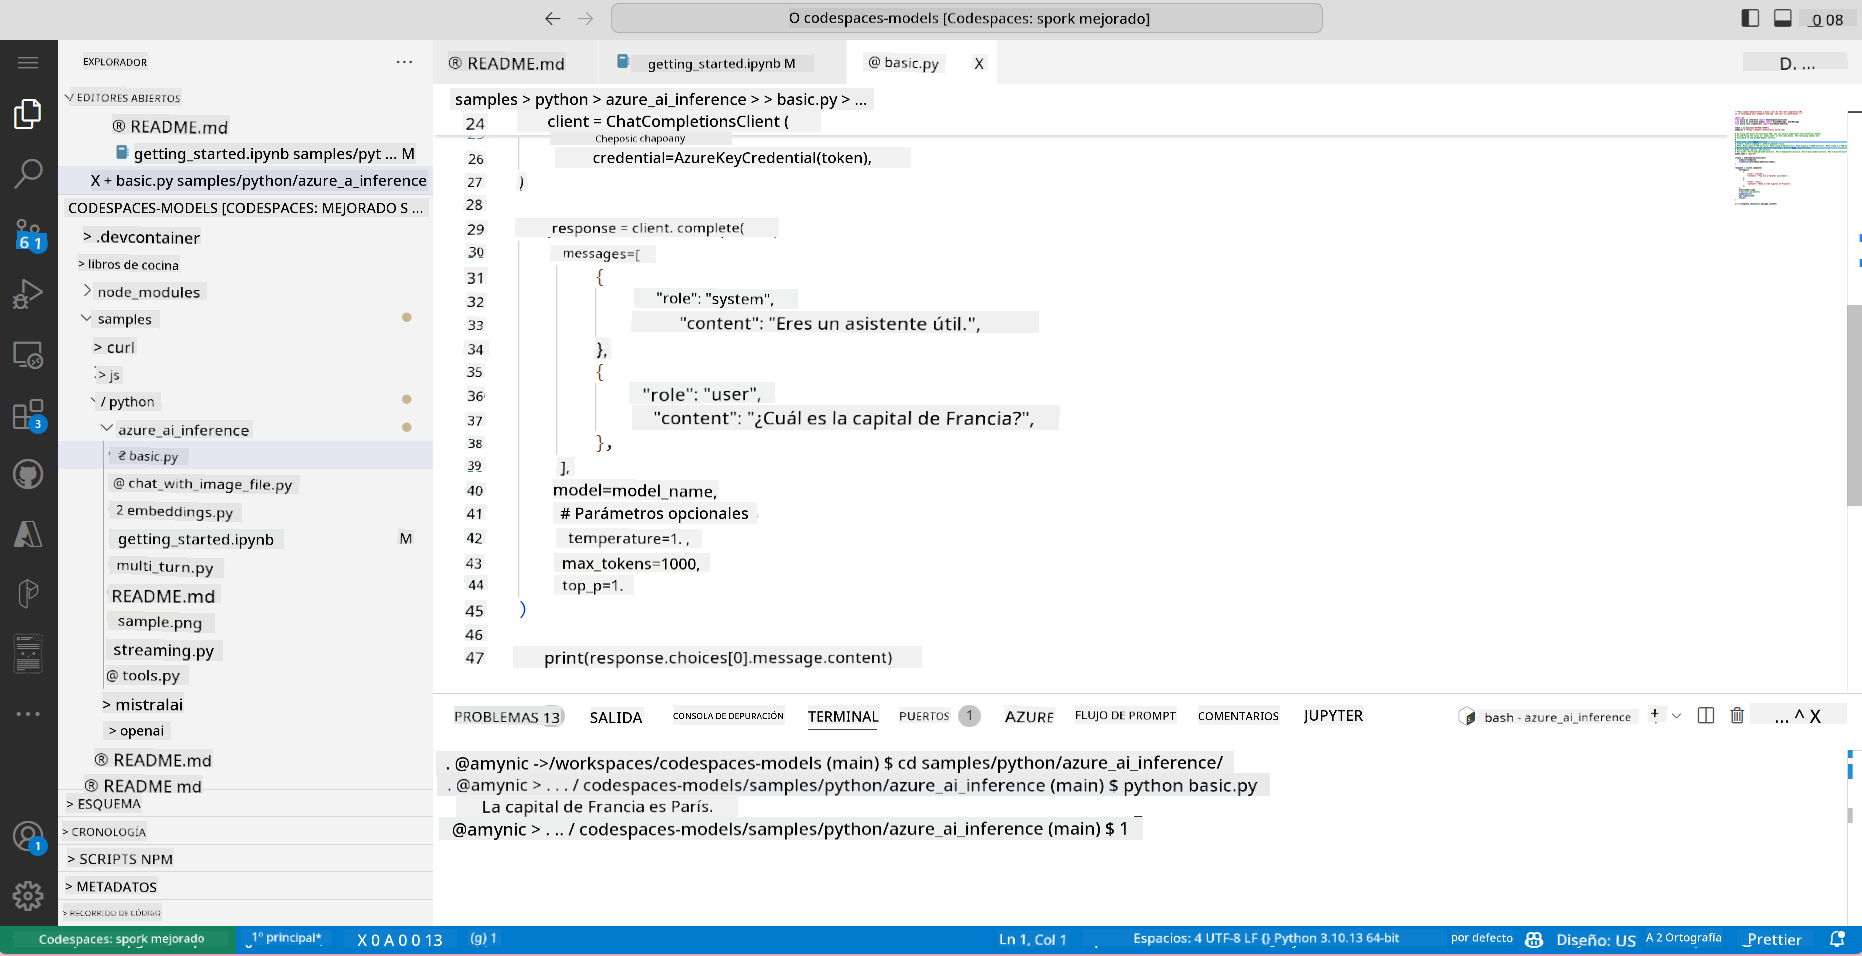 O codespaces-models [Codespaces: spork mejorado]
0 08
EXPLORADOR
...
EDITORES ABIERTOS
® README.md
getting_started.ipynb samples/pyt ... M
X + basic.py samples/python/azure_a_inference
CODESPACES-MODELS [CODESPACES: MEJORADO S ...
> .devcontainer
> libros de cocina
> node_modules
samples
> curl
> js
/ python
azure_ai_inference
basic.py
@ chat_with_image_file.py
2 embeddings.py
getting_started.ipynb M
multi_turn.py
README.md
sample.png
streaming.py
@ tools.py
> mistralai
> openai
® README.md
® README md
> ESQUEMA
> CRONOLOGÍA
> SCRIPTS NPM
> METADATOS
> RECORRIDO DE CÓDIGO
61
3
1
® README.md
getting_started.ipynb M
@ basic.py X
D. ...
samples > python > azure_ai_inference > > basic.py > ...
24 client = ChatCompletionsClient (
Cheposic chapoany
26 credential=AzureKeyCredential(token),
27 )
28
29 response = client. complete(
30 messages=[
31 {
32 "role": "system",
33 "content": "Eres un asistente útil.",
34 },
35 {
36 "role": "user",
37 "content": "¿Cuál es la capital de Francia?",
38 },
39 ],
40 model=model_name,
41 # Parámetros opcionales
42 temperature=1. ,
43 max_tokens=1000,
44 top_p=1.
45 )
46
47 print(response.choices[0].message.content)
PROBLEMAS 13 SALIDA CONSOLA DE DEPURACIÓN TERMINAL PUERTOS 1 AZURE FLUJO DE PROMPT COMENTARIOS JUPYTER
bash - azure_ai_inference + ... ^ X
. @amynic ->/workspaces/codespaces-models (main) $ cd samples/python/azure_ai_inference/
. @amynic > . . . / codespaces-models/samples/python/azure_ai_inference (main) $ python basic.py
La capital de Francia es París.
@amynic > . .. / codespaces-models/samples/python/azure_ai_inference (main) $ 1
Codespaces: spork mejorado 1º principal* X 0 A 0 0 13 (g) 1 Ln 1, Col 1 Espacios: 4 UTF-8 LF {} Python 3.10.13 64-bit por defecto Diseño: US A 2 Ortografía Prettier